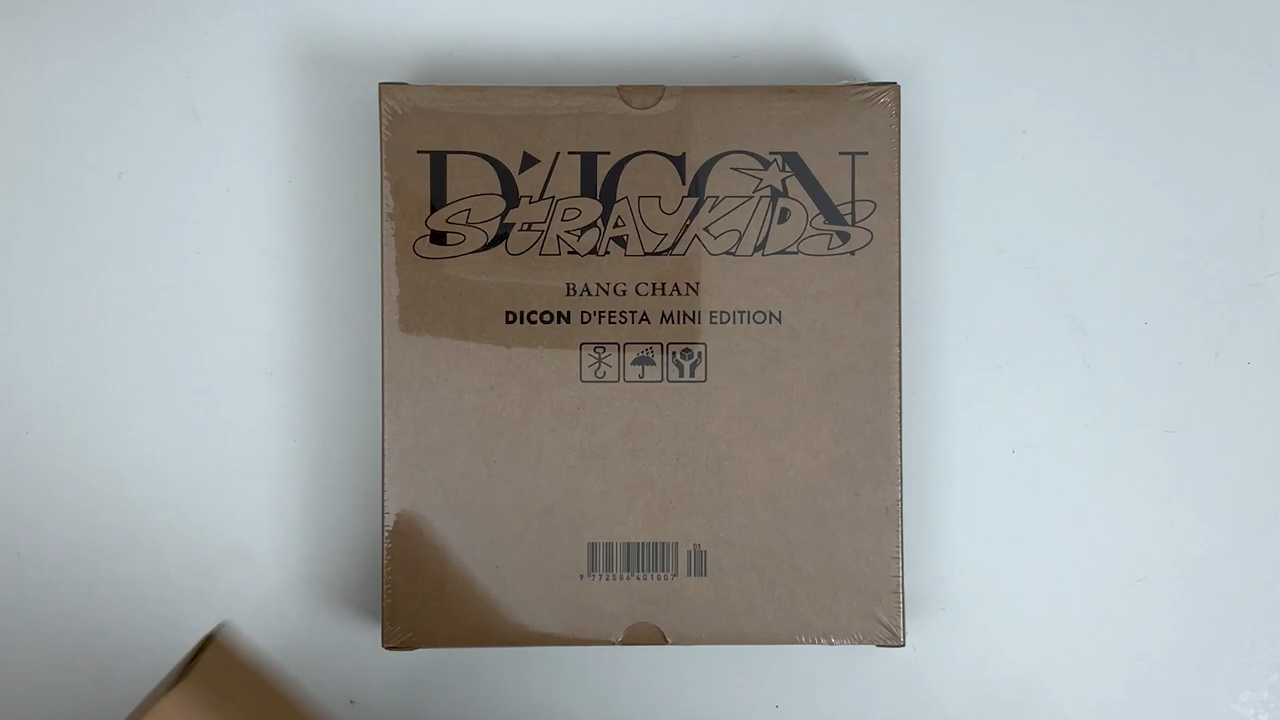 D'ICON
StRAYKIDS
BANG CHAN
DICON D'FESTA MINI EDITION
01
9 772586 401007